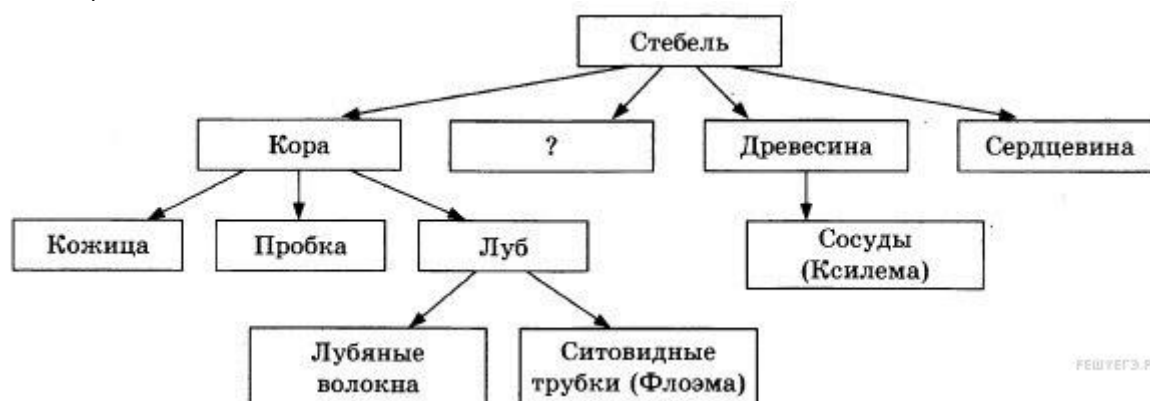 Стебель
Кора
?
Древесина
Сердцевина
Кожица
Пробка
Луб
Сосуды
(Ксилема)
Лубяные
волокна
Ситовидные
трубки (Флоэма)